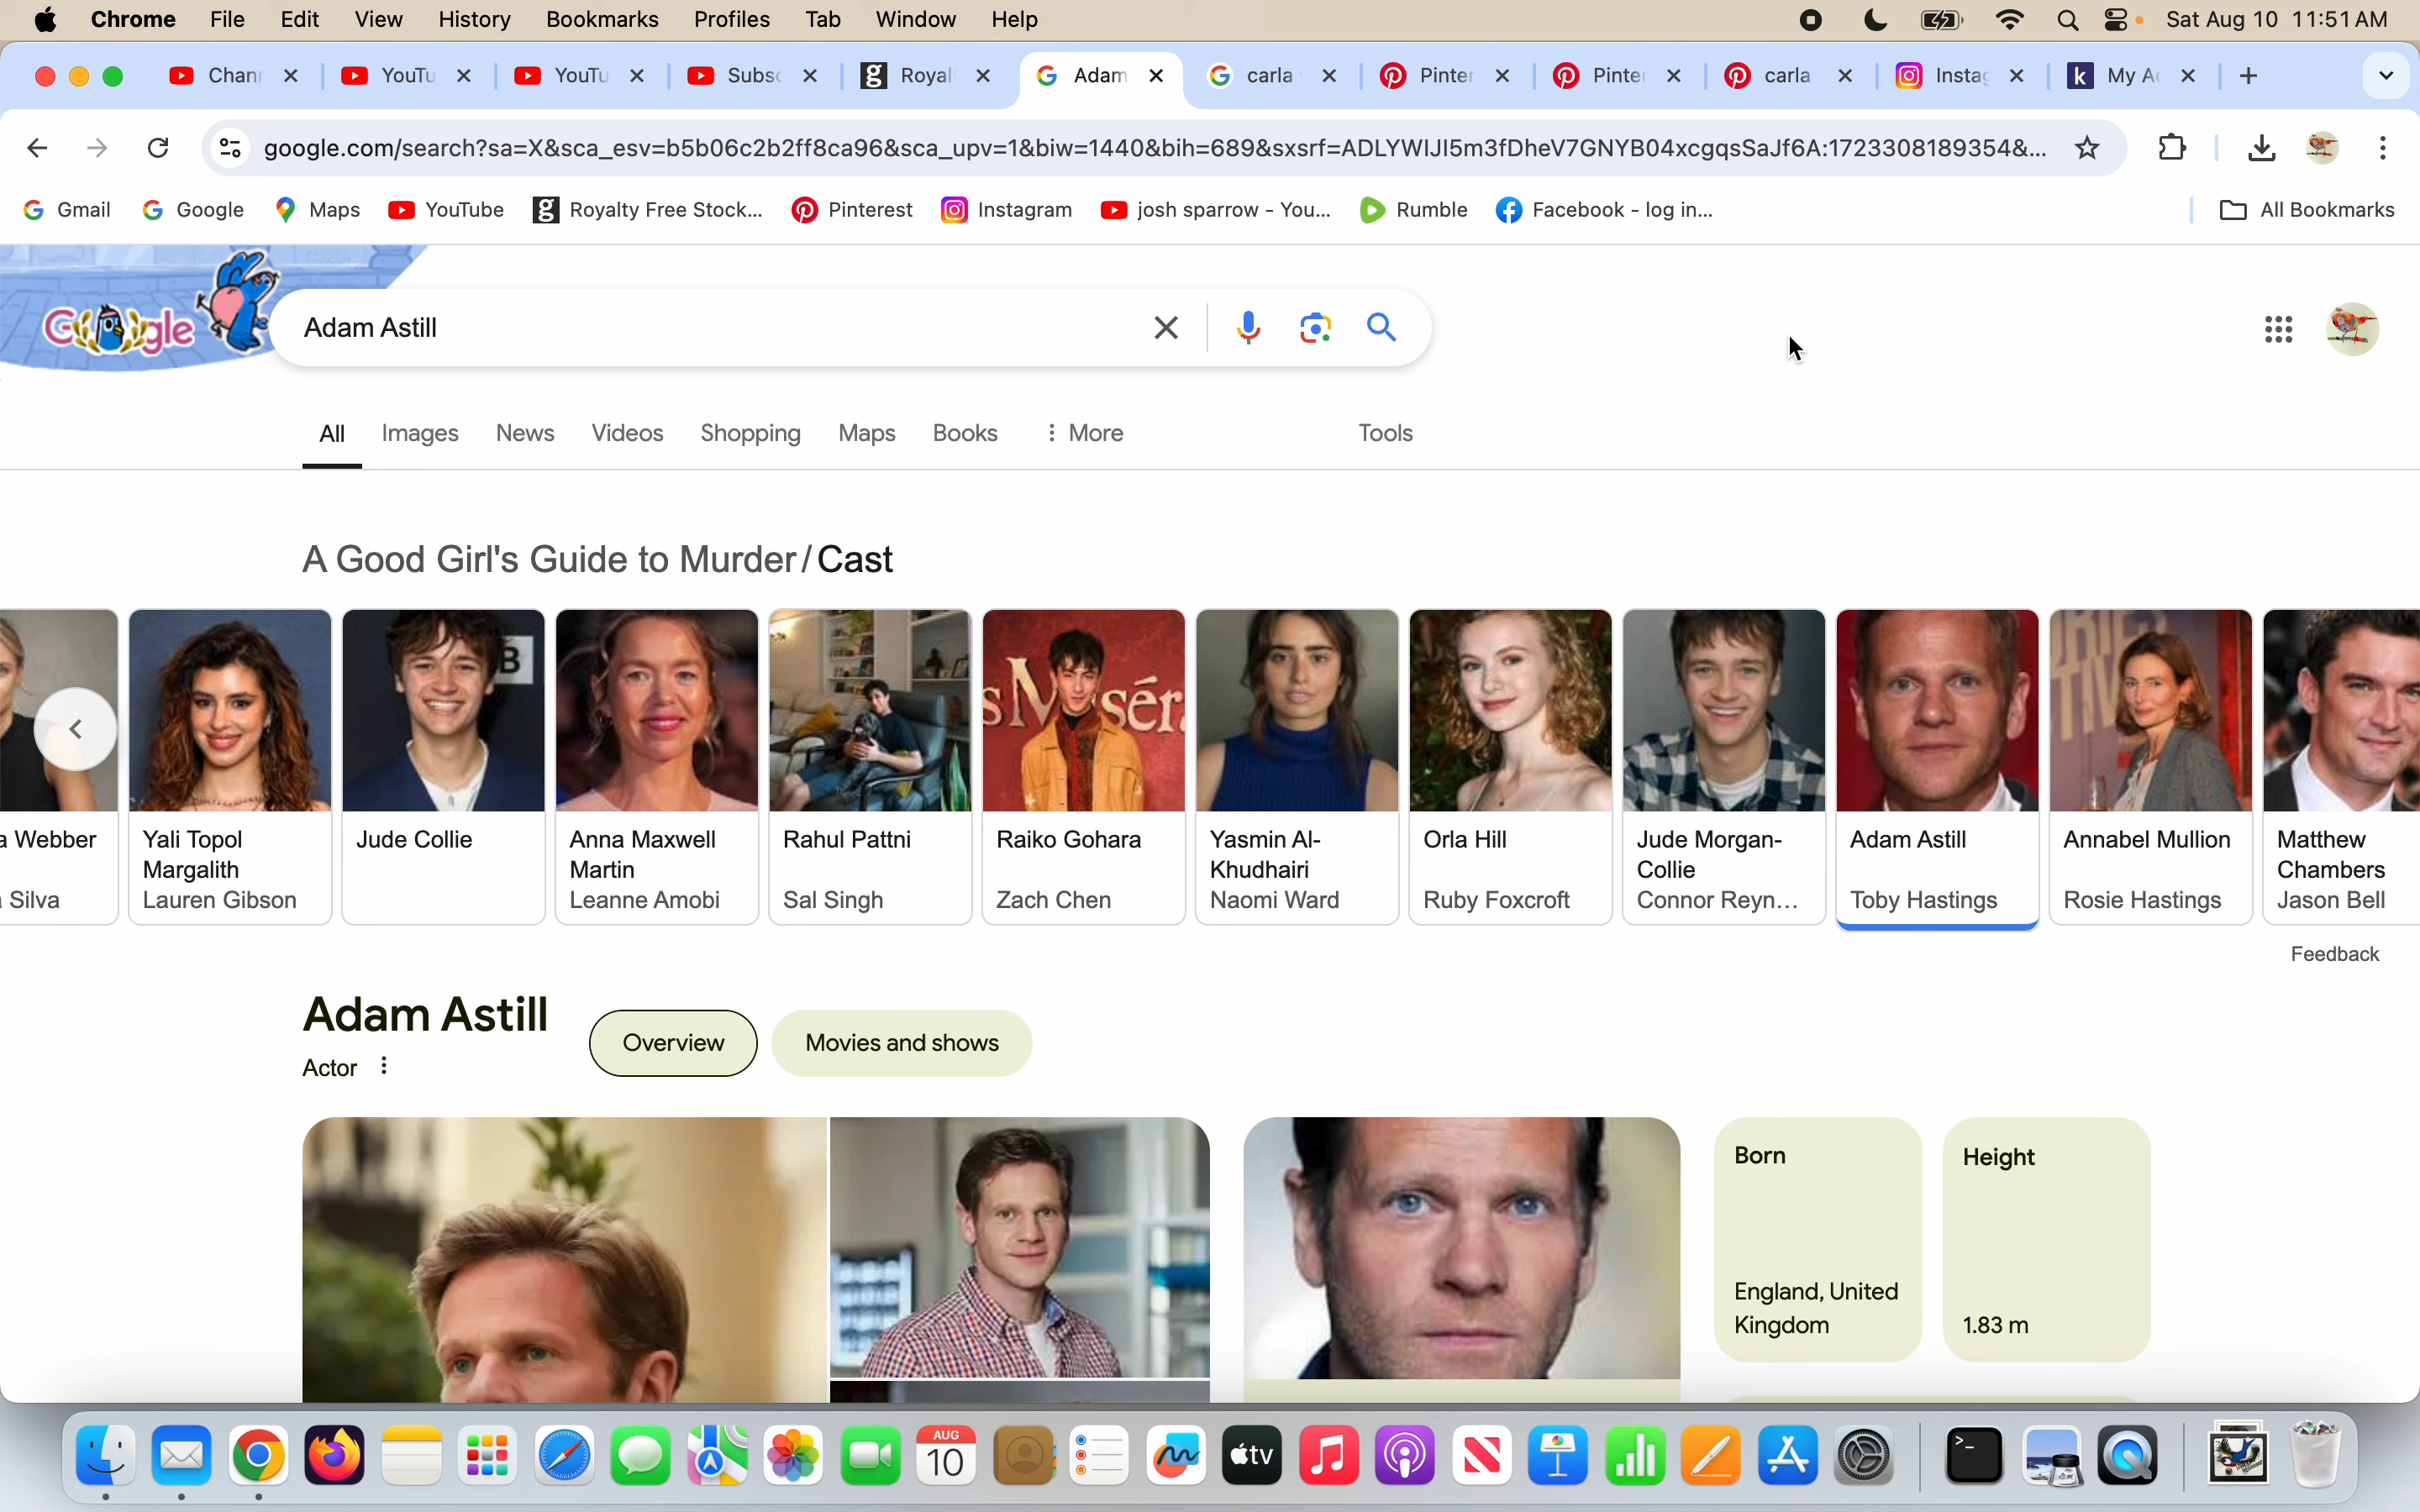 Chrome File Edit View History Bookmarks Profiles Tab Window Help Sat Aug 10 11:51 AM
Chan YouTu YouTu Subsc Royal Adam carla Pinter Pinter carla Instag My Ac
google.com/search?sa=X&sca_esv=b5b06c2b2ff8ca96&sca_upv=1&biw=1440&bih=689&sxsrf=ADLYWIJI5m3fDheV7GNYB04xcgqsSaJf6A:1723308189354&...
Gmail Google Maps YouTube Royalty Free Stock... Pinterest Instagram josh sparrow - You... Rumble Facebook - log in... All Bookmarks
Google
Adam Astill
All Images News Videos Shopping Maps Books More Tools
A Good Girl's Guide to Murder / Cast
a Webber
Silva
Yali Topol
Margalith
Lauren Gibson
Jude Collie
Anna Maxwell
Martin
Leanne Amobi
Rahul Pattni
Sal Singh
Raiko Gohara
Zach Chen
Yasmin Al-
Khudhairi
Naomi Ward
Orla Hill
Ruby Foxcroft
Jude Morgan-
Collie
Connor Reyn...
Adam Astill
Toby Hastings
Annabel Mullion
Rosie Hastings
Matthew
Chambers
Jason Bell
Feedback
Adam Astill
Actor
Overview Movies and shows
Born
England, United
Kingdom
Height
1.83 m
AUG
10
tv